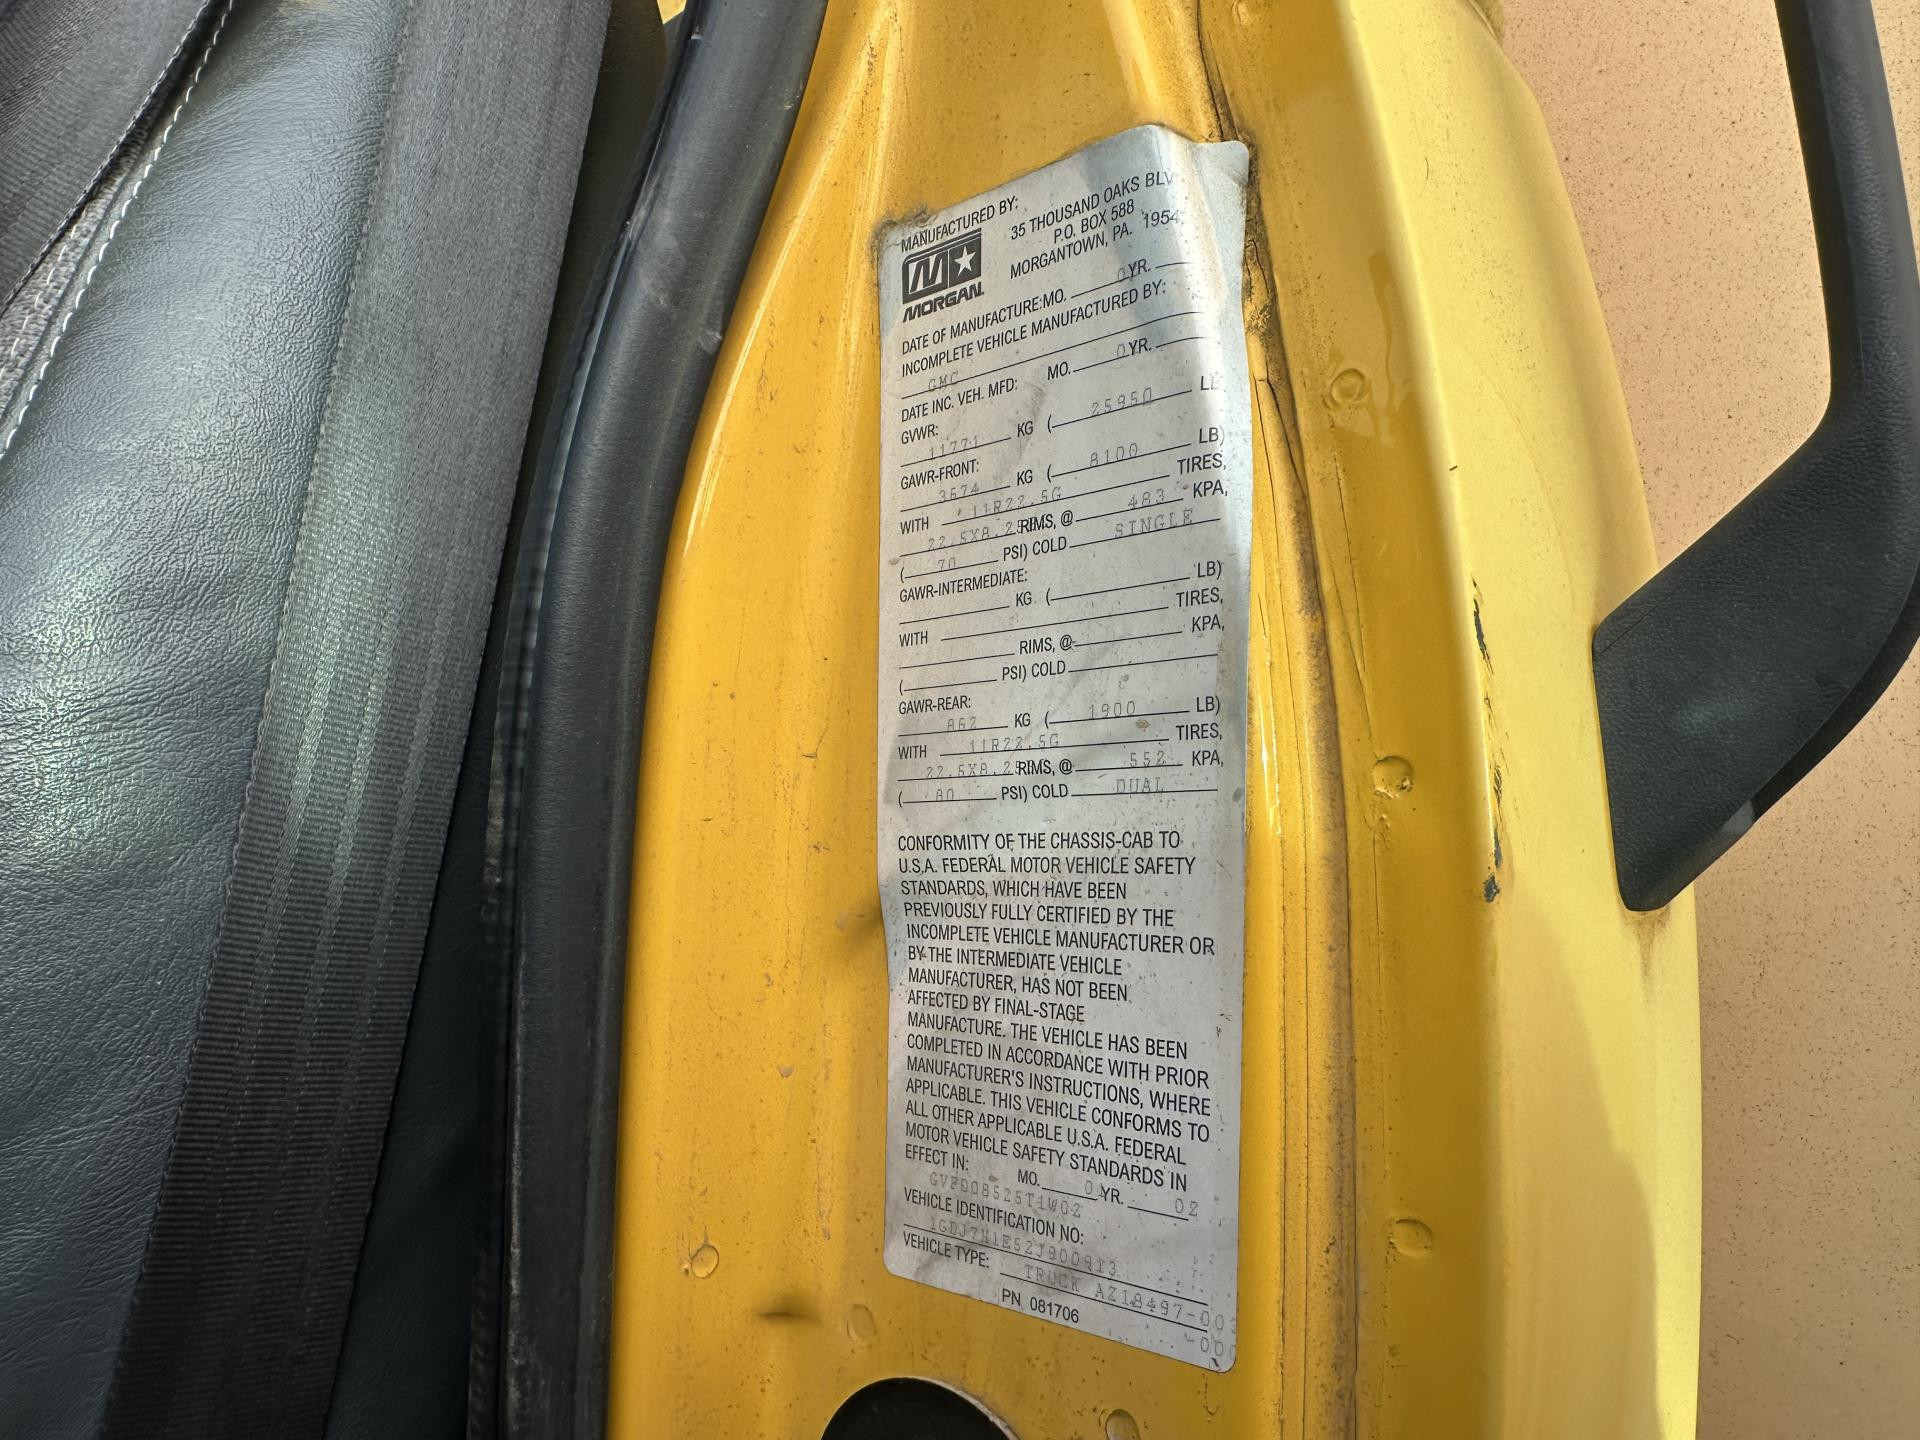 MANUFACTURED BY:
35 THOUSAND OAKS BLV
P.O. BOX 588
MORGANTOWN, PA. 1954
MORGAN
DATE OF MANUFACTURE:MO. 0 YR.
INCOMPLETE VEHICLE MANUFACTURED BY:
GMC
DATE INC. VEH. MFD: MO. 0 YR.
GVWR:
11771 KG ( 25950 LB
GAWR-FRONT:
3674 KG ( 8100 LB)
WITH 11R22.5G TIRES,
22.5X8.25 RIMS, @ 483 KPA,
( 70 PSI) COLD SINGLE
GAWR-INTERMEDIATE:
KG ( LB)
WITH TIRES,
RIMS, @ KPA,
( PSI) COLD
GAWR-REAR:
862 KG ( 1900 LB)
WITH 11R22.5G TIRES,
22.5X8.25 RIMS, @ 552 KPA,
( 80 PSI) COLD DUAL
CONFORMITY OF THE CHASSIS-CAB TO
U.S.A. FEDERAL MOTOR VEHICLE SAFETY
STANDARDS, WHICH HAVE BEEN
PREVIOUSLY FULLY CERTIFIED BY THE
INCOMPLETE VEHICLE MANUFACTURER OR
BY THE INTERMEDIATE VEHICLE
MANUFACTURER, HAS NOT BEEN
AFFECTED BY FINAL-STAGE
MANUFACTURE. THE VEHICLE HAS BEEN
COMPLETED IN ACCORDANCE WITH PRIOR
MANUFACTURER'S INSTRUCTIONS, WHERE
APPLICABLE. THIS VEHICLE CONFORMS TO
ALL OTHER APPLICABLE U.S.A. FEDERAL
MOTOR VEHICLE SAFETY STANDARDS IN
EFFECT IN: MO. 0 YR. 02
VEHICLE IDENTIFICATION NO:
1GDJ7H1E52J900913
VEHICLE TYPE: TRUCK AZ18497-00
PN 081706